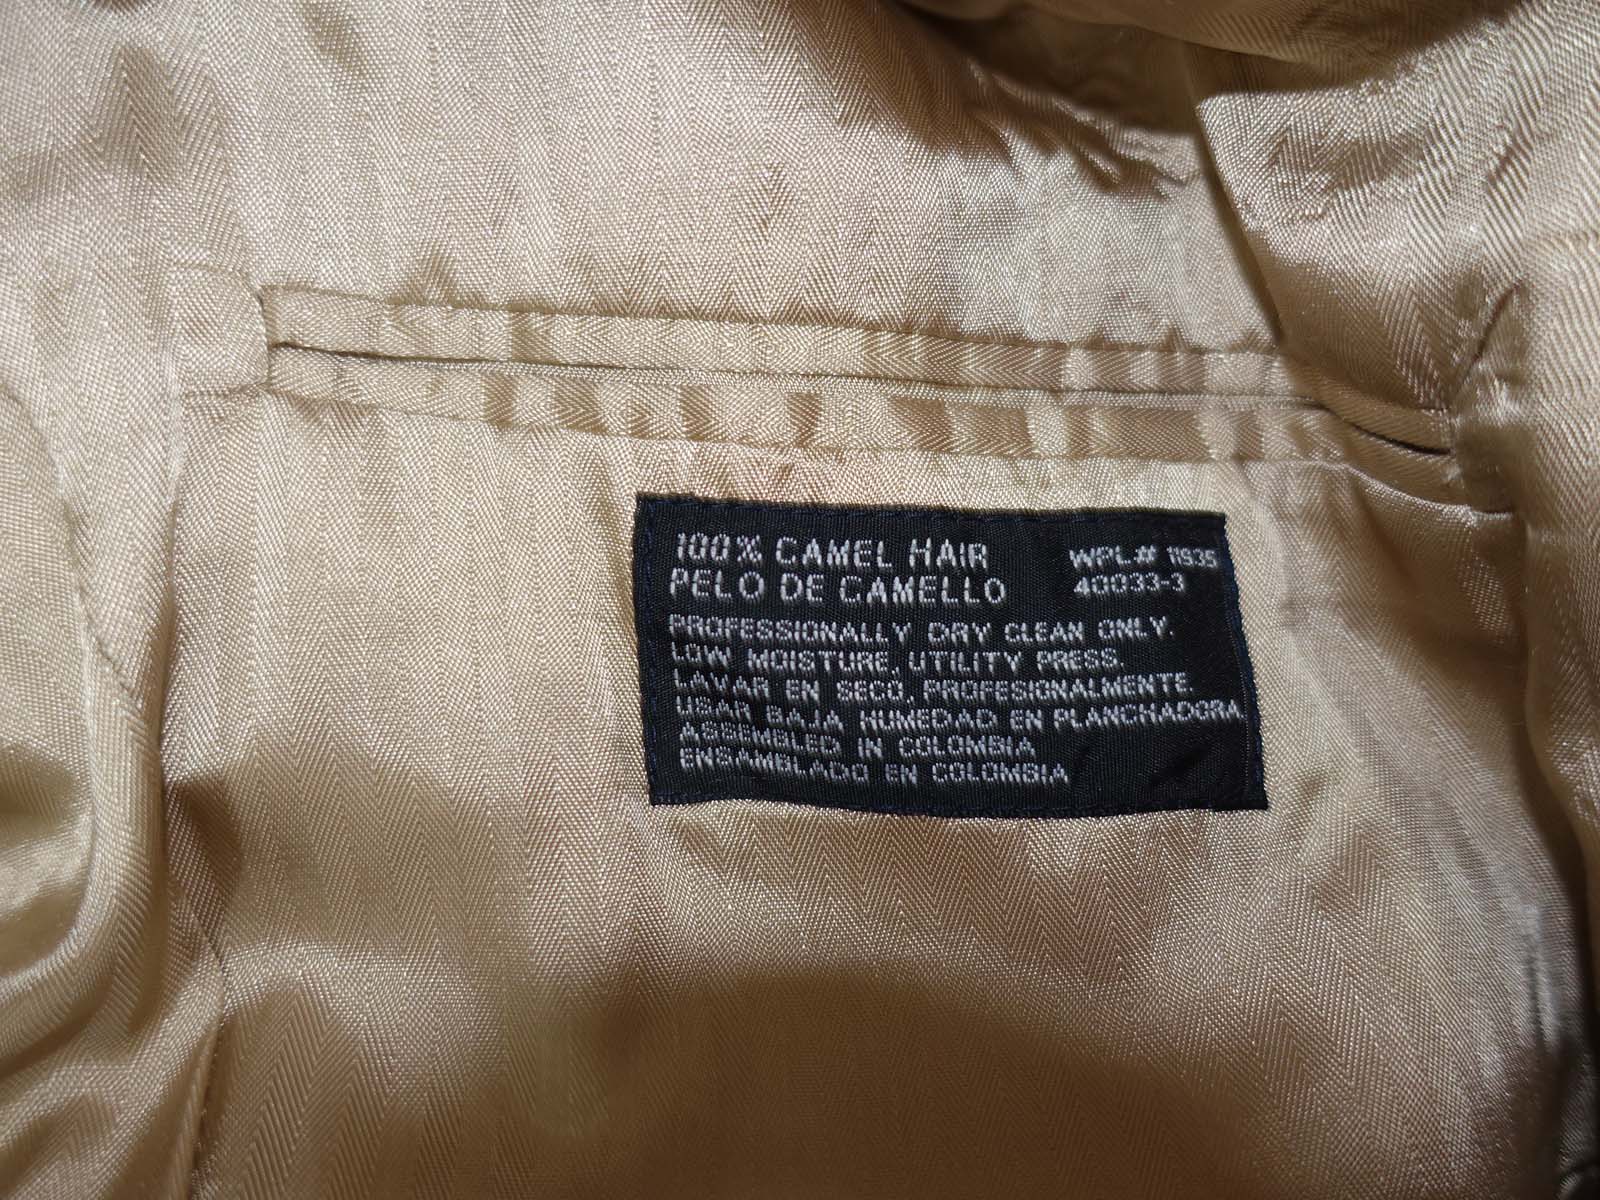 100% CAMEL HAIR WPL# 11935
PELO DE CAMELLO 40033-3
PROFESSIONALLY DRY CLEAN ONLY.
LOW MOISTURE, UTILITY PRESS.
LAVAR EN SECO, PROFESIONALMENTE.
USAR BAJA HUMEDAD EN PLANCHADORA
ASSEMBLED IN COLOMBIA
ENSAMBLADO EN COLOMBIA